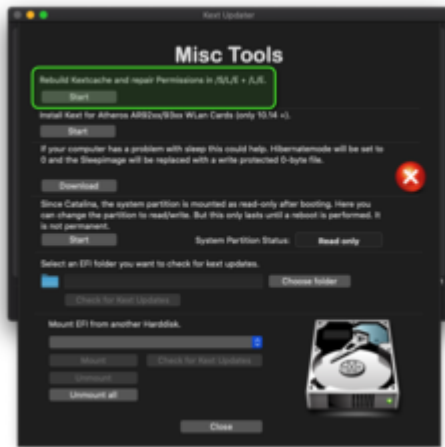 Kext Updater
Misc Tools
Rebuild Kextcache and repair Permissions in /S/L/E + /L/E.
Start
Install Kext for Atheros AR92xx/93xx WLan Cards (only 10.14 +).
Start
If your computer has a problem with sleep this could help. Hibernatemode will be set to
0 and the Sleepimage will be replaced with a write protected 0-byte file.
Download
Since Catalina, the system partition is mounted as read-only after booting. Here you
can change the partition to read/write. But this only lasts until a reboot is performed. It
is not permanent.
Start
System Partition Status:
Read only
Select an EFI folder you want to check for kext updates.
Choose folder
Check for Kext Updates
Mount EFI from another Harddisk.
Mount
Check for Kext Updates
Unmount
Unmount all
Close